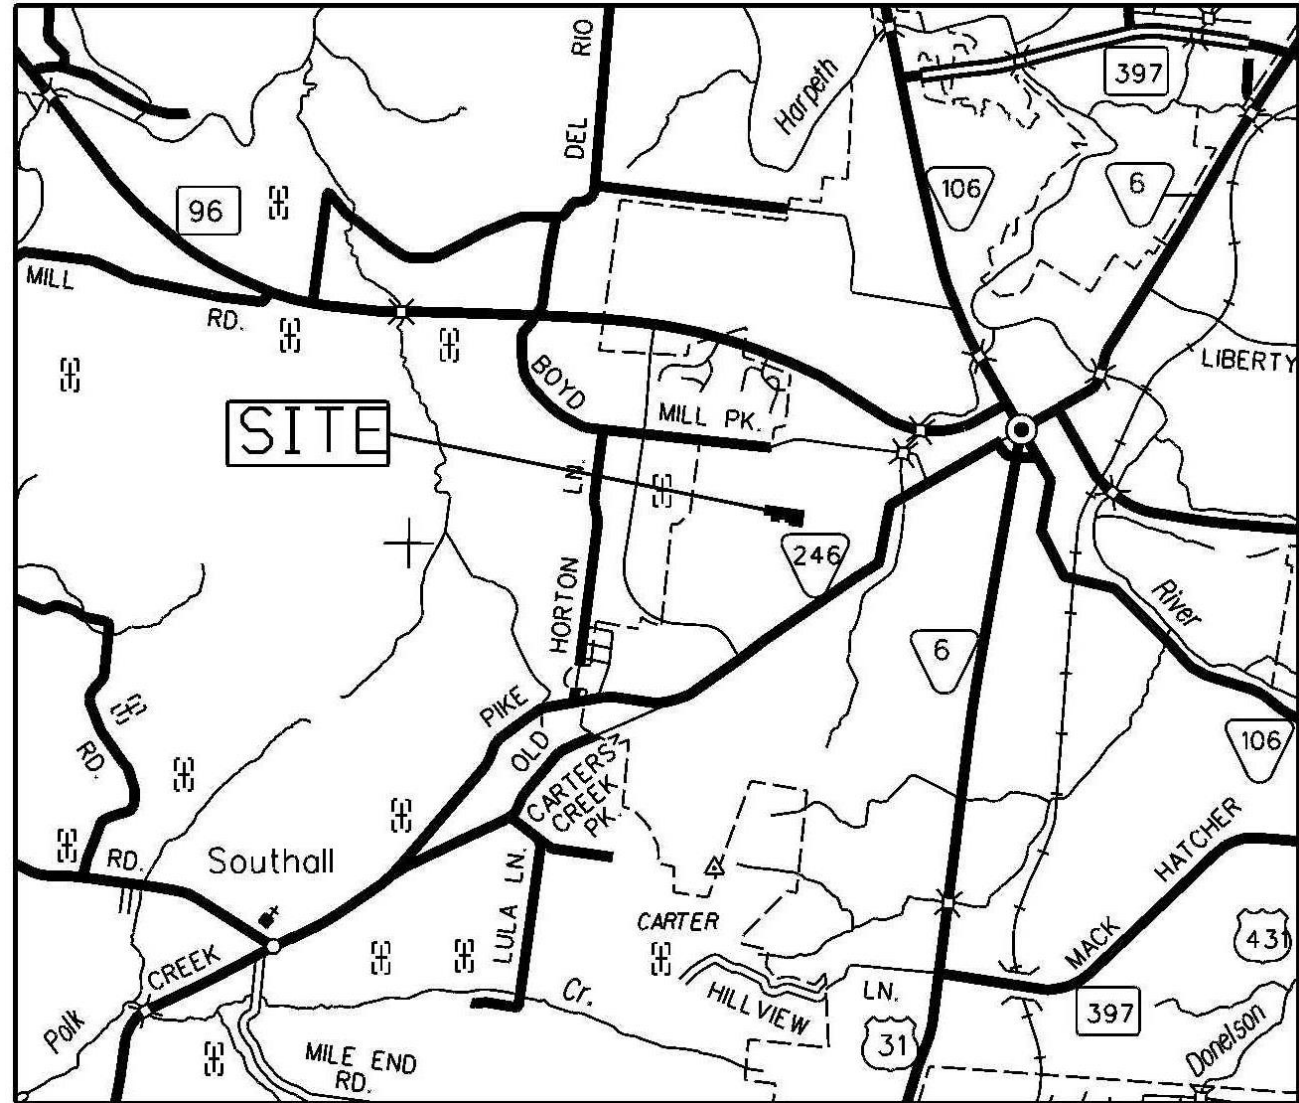 RIO
DEL
Harpeth
397
106
6
96
MILL
RD.
LIBERTY
BOYD
MILL PK.
SITE
LN.
HORTON
246
River
6
106
PIKE
OLD
CARTERS
CREEK
PK.
RD.
RD.
Southall
LULA LN.
CARTER
HATCHER
MACK
431
CREEK
Cr.
HILLVIEW
LN.
397
31
Polk
MILE END
RD.
Donelson